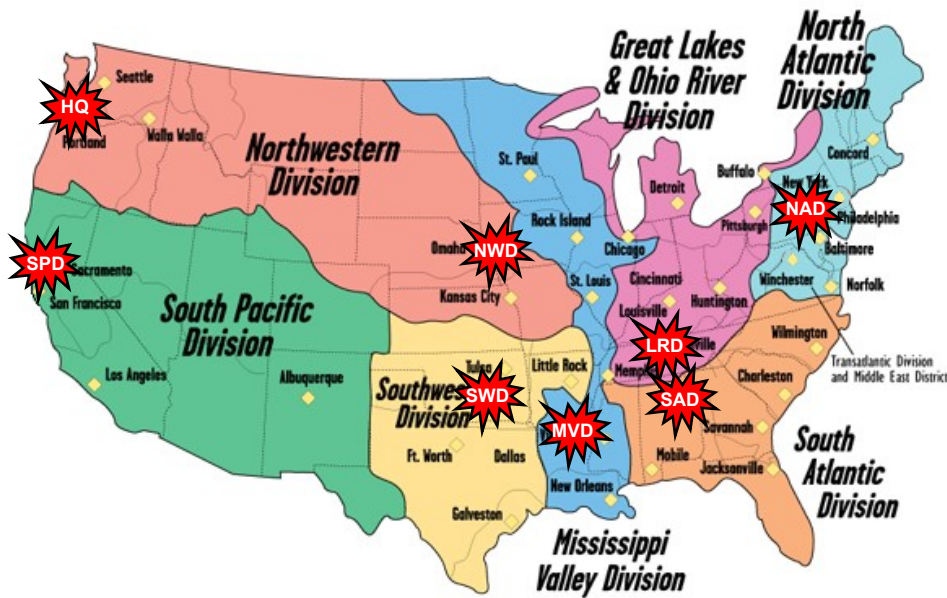 North
Atlantic
Division
Great Lakes
& Ohio River
Division
Seattle
HQ
Portland
Walla Walla
Northwestern
Division
St. Paul
Rock Island
Detroit
Buffalo
Concord
New York
NAD
Philadelphia
Pittsburgh
Baltimore
Chicago
Omaha
NWD
SPD
Sacramento
San Francisco
Kansas City
St. Louis
Cincinnati
Louisville
Huntington
Winchester
Norfolk
South Pacific
Division
LRD
ville
Wilmington
Transatlantic Division
and Middle East District
Los Angeles
Albuquerque
Tulsa
Little Rock
Memphis
SAD
Charleston
Southwes
Division
SWD
MVD
Savannah
Ft. Worth
Dallas
Mobile
Jacksonville
New Orleans
Galveston
South
Atlantic
Division
Mississippi
Valley Division